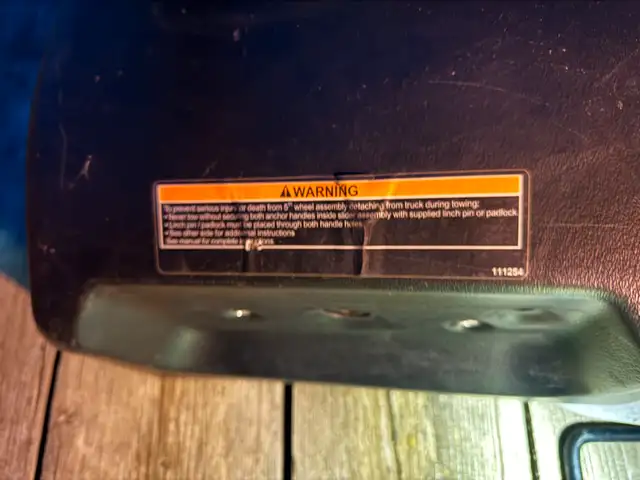 WARNING
To prevent serious injury or death from 5th wheel assembly detaching from truck during towing:
• Never tow without securing both anchor handles inside slider assembly with supplied linch pin or padlock.
• Linch pin / padlock must be placed through both handle holes.
• See other side for additional instructions
See manual for complete
111254